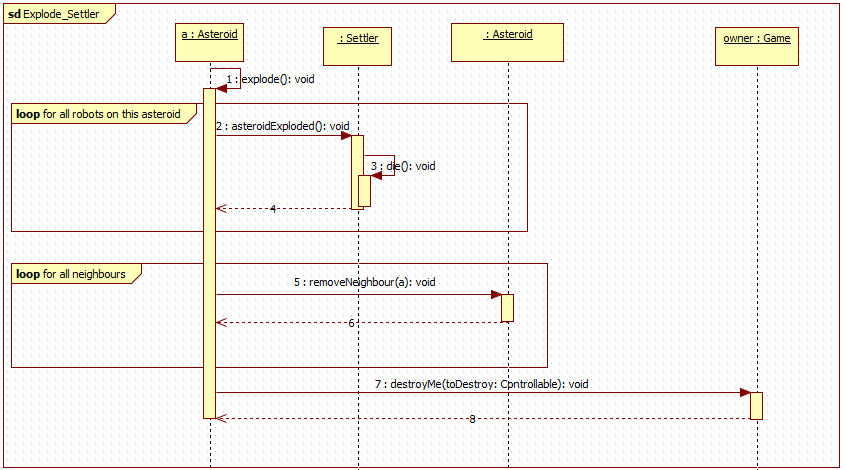 sd Explode_Settler
a : Asteroid
: Settler
: Asteroid
owner : Game
1 : explode(): void
loop for all robots on this asteroid
2 : asteroidExploded(): void
3 : die(): void
4
loop for all neighbours
5 : removeNeighbour(a): void
6
7 : destroyMe(toDestroy: Controllable): void
8